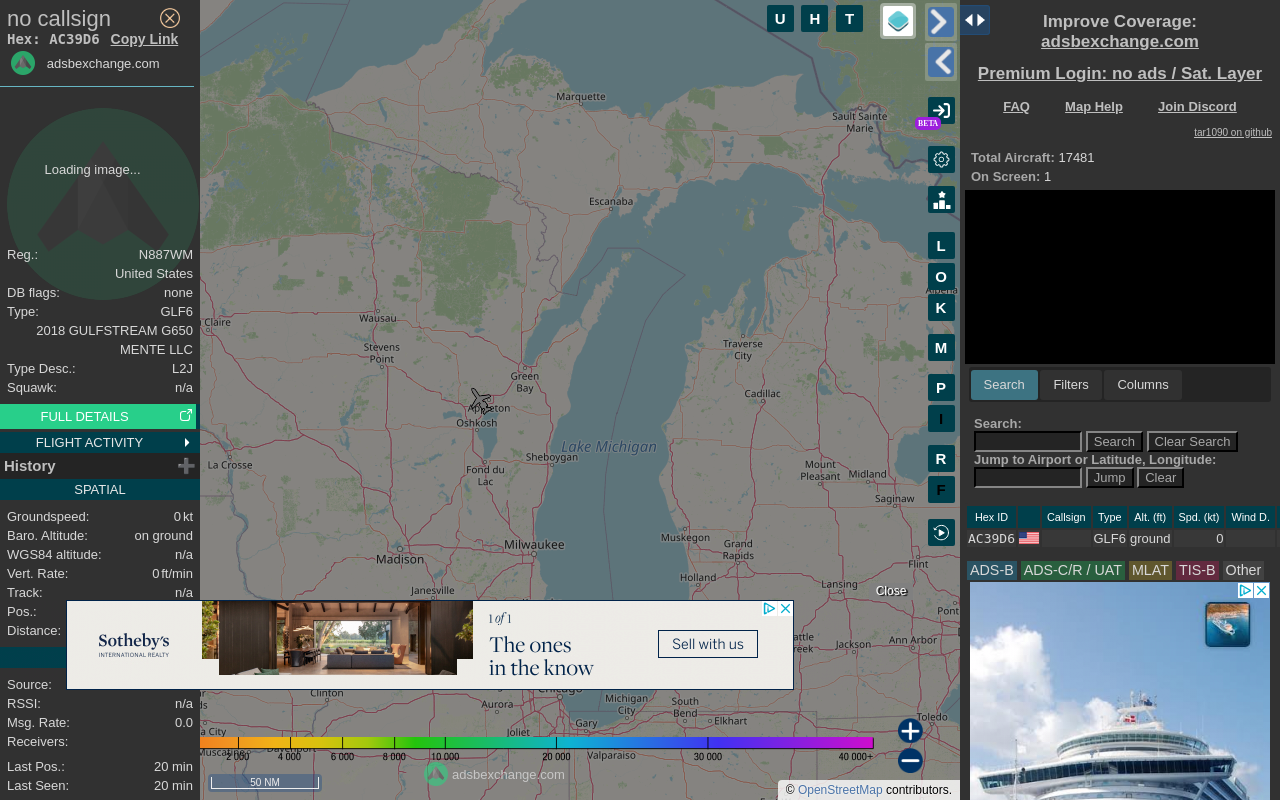 no callsign
Hex: AC39D6 Copy Link
adsbexchange.com
Loading image...
Reg.: N887WM
United States
DB flags: none
Type: GLF6
2018 GULFSTREAM G650
MENTE LLC
Type Desc.: L2J
Squawk: n/a
FULL DETAILS
FLIGHT ACTIVITY
History
SPATIAL
Groundspeed: 0 kt
Baro. Altitude: on ground
WGS84 altitude: n/a
Vert. Rate: 0 ft/min
Track: n/a
Pos.:
Distance:
Source:
RSSI: n/a
Msg. Rate: 0.0
Receivers:
Last Pos.: 20 min
Last Seen: 20 min
U H T
BETA
L
O
K
M
P
I
R
F
Marquette
Sault Sainte
Marie
Escanaba
Claire
Wausau
Stevens
Point
Green
Bay
Traverse
City
Cadillac
Appleton
Oshkosh
Lake Michigan
Sheboygan
La Crosse
Fond du
Lac
Mount
Pleasant
Midland
Saginaw
Muskegon
Grand
Rapids
Milwaukee
Madison
Flint
Holland
Lansing
Janesville
Close
Pont
Ann Arbor
Jackson
Sotheby's
INTERNATIONAL REALTY
1 of 1
The ones
in the know
Sell with us
Clinton
Chicago
Aurora
Michigan
City
South
Bend
Elkhart
Toledo
Joliet
Gary
Valparaiso
2 000 4 000 6 000 8 000 10 000 20 000 30 000 40 000+
adsbexchange.com
50 NM
© OpenStreetMap contributors.
Improve Coverage:
adsbexchange.com
Premium Login: no ads / Sat. Layer
FAQ Map Help Join Discord
tar1090 on github
Total Aircraft: 17481
On Screen: 1
Search Filters Columns
Search:
Search Clear Search
Jump to Airport or Latitude, Longitude:
Jump Clear
Hex ID Callsign Type Alt. (ft) Spd. (kt) Wind D.
AC39D6 GLF6 ground 0
ADS-B ADS-C/R / UAT MLAT TIS-B Other